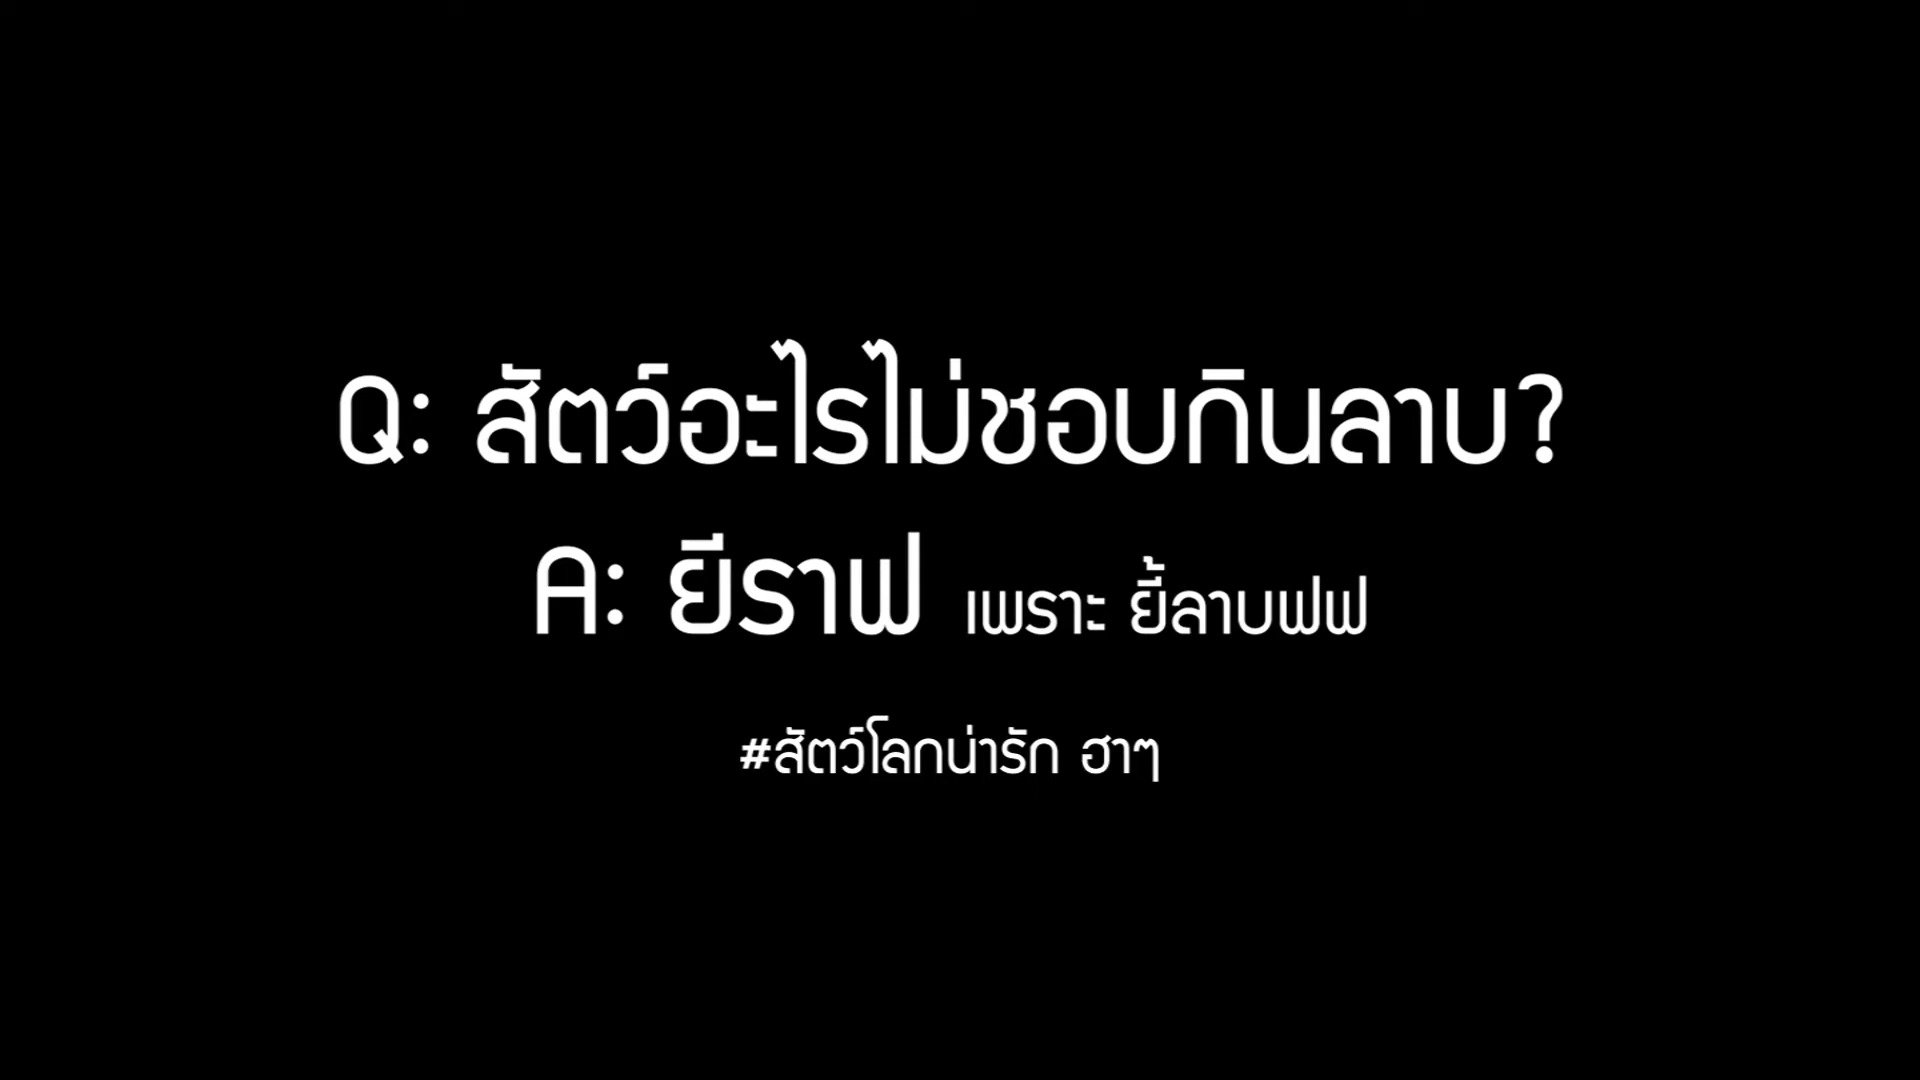 Q: สัตว์อะไรไม่ชอบกินลาบ?
A: ยีราฟ เพราะ ยี้ลาบฟฟ
#สัตว์โลกน่ารัก ฮาๆ